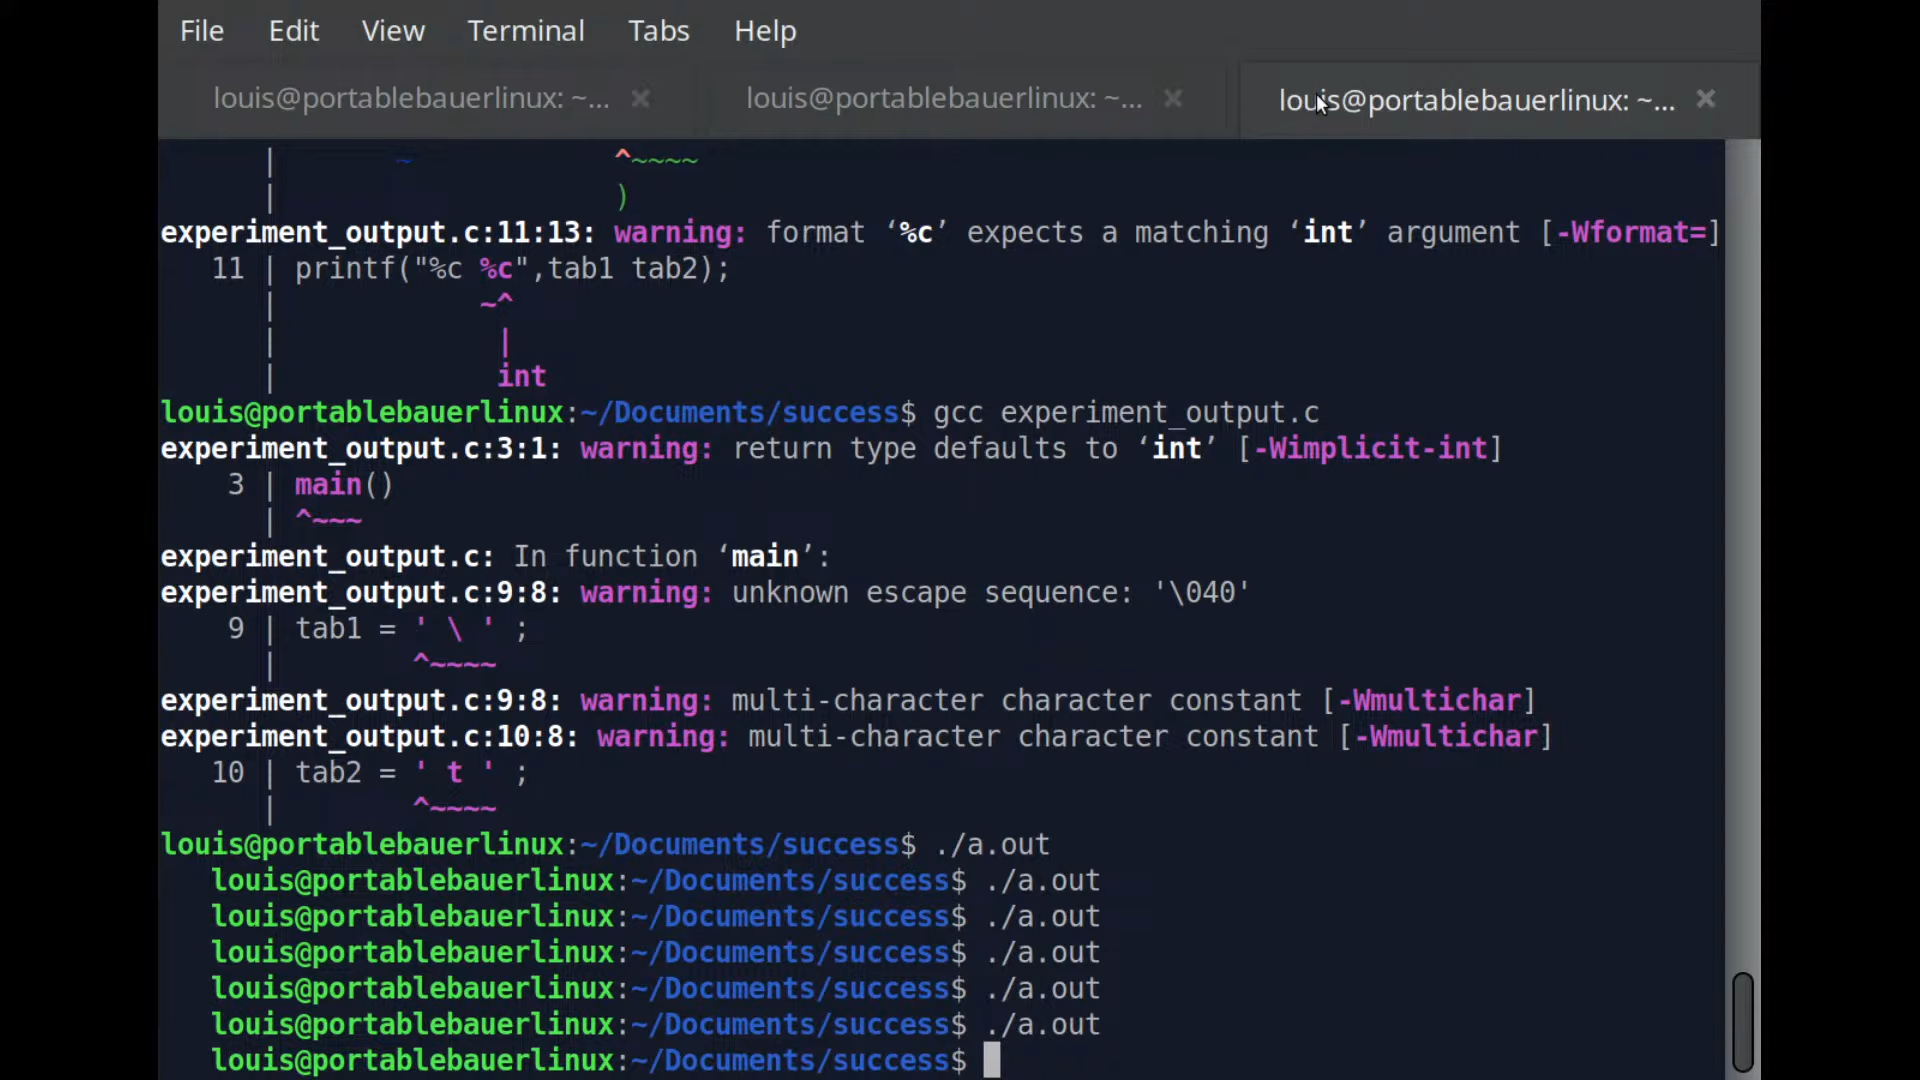 File Edit View Terminal Tabs Help
louis@portablebauerlinux: ~... × louis@portablebauerlinux: ~... × louis@portablebauerlinux: ~... ×
| ~ ^~~~~
| )
experiment_output.c:11:13: warning: format ‘%c’ expects a matching ‘int’ argument [-Wformat=]
11 | printf("%c %c",tab1 tab2);
| ~^
| |
| int
louis@portablebauerlinux:~/Documents/success$ gcc experiment_output.c
experiment_output.c:3:1: warning: return type defaults to ‘int’ [-Wimplicit-int]
3 | main()
| ^~~~
experiment_output.c: In function ‘main’:
experiment_output.c:9:8: warning: unknown escape sequence: '\040'
9 | tab1 = ' \ ' ;
| ^~~~~
experiment_output.c:9:8: warning: multi-character character constant [-Wmultichar]
experiment_output.c:10:8: warning: multi-character character constant [-Wmultichar]
10 | tab2 = ' t ' ;
| ^~~~~
louis@portablebauerlinux:~/Documents/success$ ./a.out
louis@portablebauerlinux:~/Documents/success$ ./a.out
louis@portablebauerlinux:~/Documents/success$ ./a.out
louis@portablebauerlinux:~/Documents/success$ ./a.out
louis@portablebauerlinux:~/Documents/success$ ./a.out
louis@portablebauerlinux:~/Documents/success$ ./a.out
louis@portablebauerlinux:~/Documents/success$